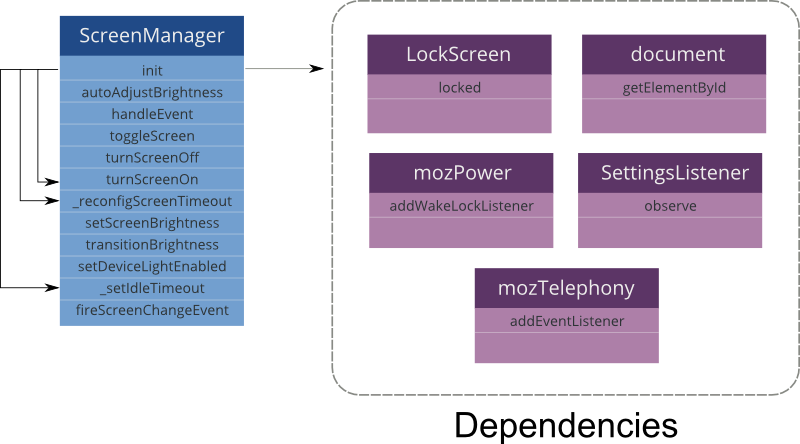 ScreenManager
init
autoAdjustBrightness
handleEvent
toggleScreen
turnScreenOff
turnScreenOn
_reconfigScreenTimeout
setScreenBrightness
transitionBrightness
setDeviceLightEnabled
_setIdleTimeout
fireScreenChangeEvent
LockScreen
locked
document
getElementById
mozPower
addWakeLockListener
SettingsListener
observe
mozTelephony
addEventListener
Dependencies